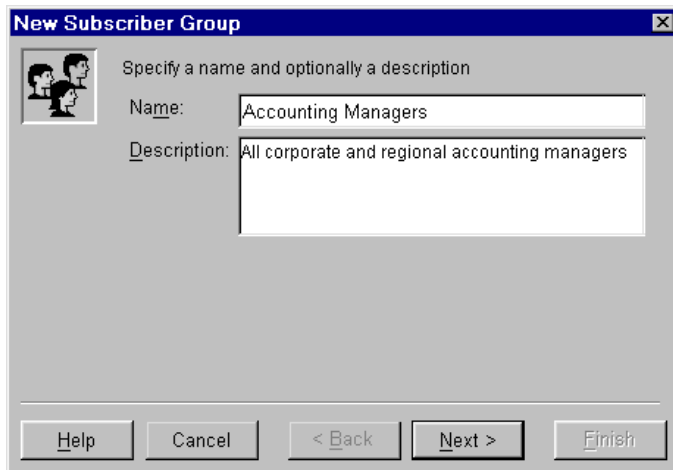 New Subscriber Group
Specify a name and optionally a description
Name: Accounting Managers
Description: All corporate and regional accounting managers
Help Cancel < Back Next > Finish